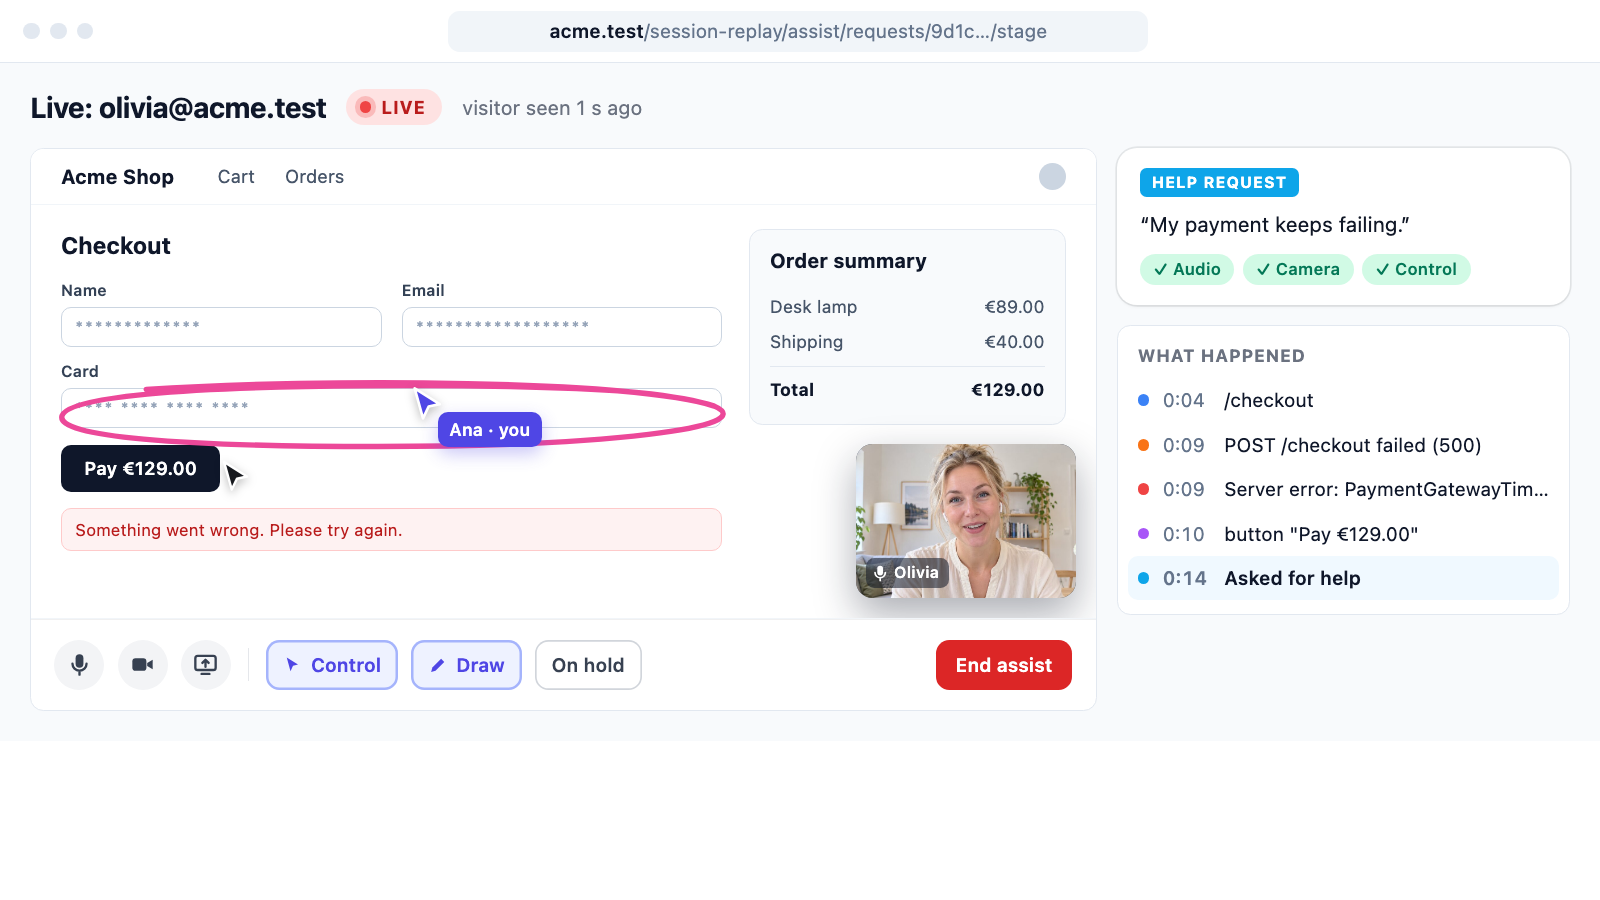 acme.test/session-replay/assist/requests/9d1c…/stage
Live: olivia@acme.test
LIVE
visitor seen 1 s ago
Acme Shop
Cart
Orders
Checkout
Name
Email
*************
******************
Card
**** **** **** ****
Ana · you
Pay €129.00
Something went wrong. Please try again.
Order summary
Desk lamp €89.00
Shipping €40.00
Total €129.00
Olivia
Control
Draw
On hold
End assist
HELP REQUEST
“My payment keeps failing.”
✓ Audio
✓ Camera
✓ Control
WHAT HAPPENED
0:04 /checkout
0:09 POST /checkout failed (500)
0:09 Server error: PaymentGatewayTim…
0:10 button "Pay €129.00"
0:14 Asked for help